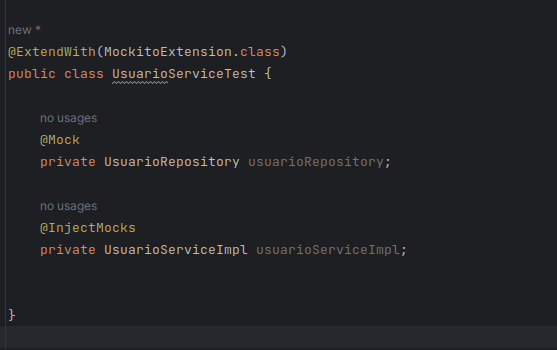 new *
@ExtendWith(MockitoExtension.class)
public class UsuarioServiceTest {
no usages
@Mock
private UsuarioRepository usuarioRepository;
no usages
@InjectMocks
private UsuarioServiceImpl usuarioServiceImpl;
}